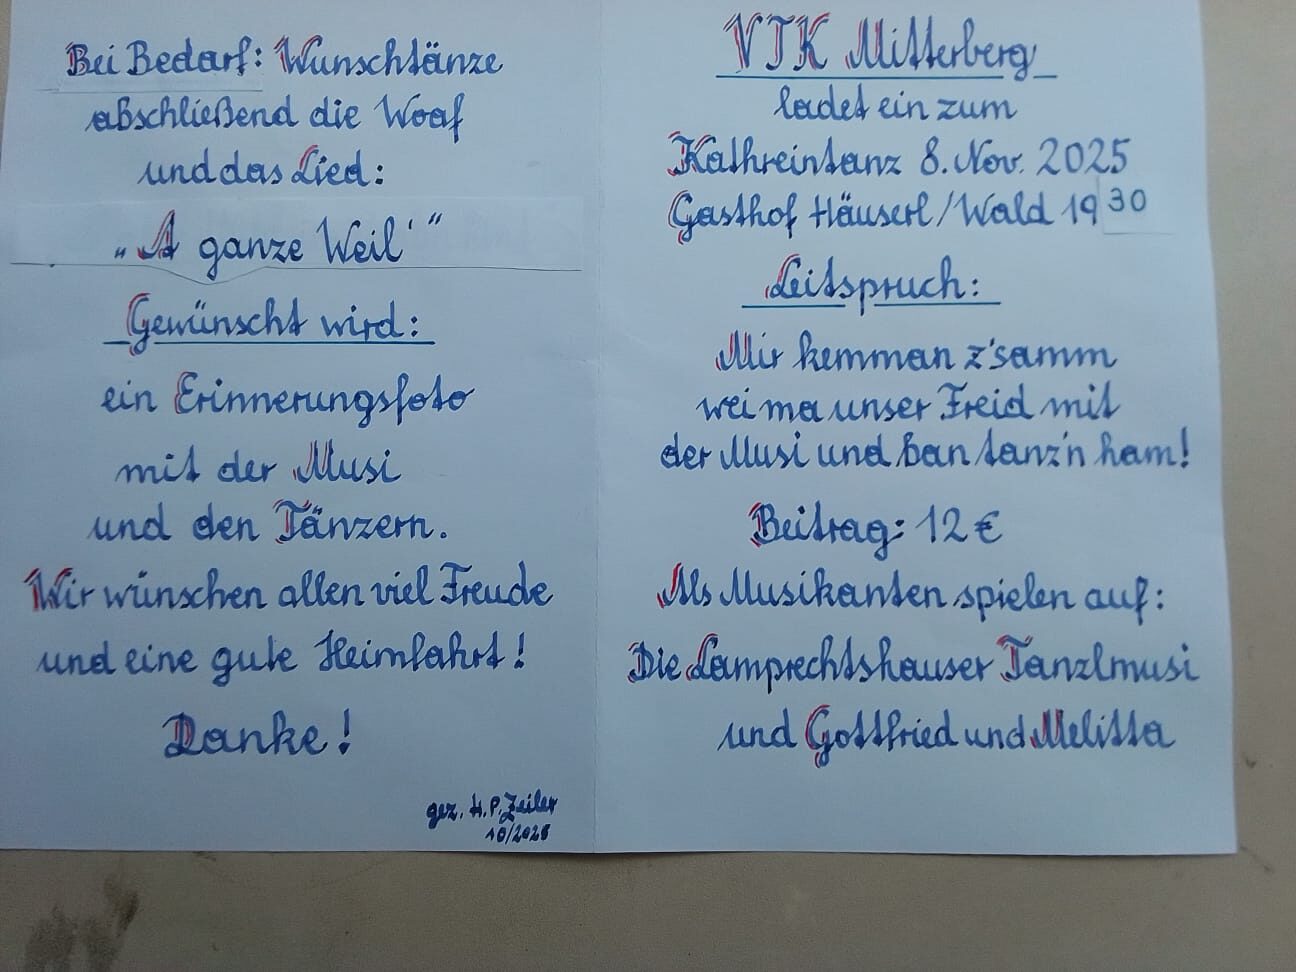 Bei Bedarf: Wunschtänze
abschließend die Woaf
und das Lied:
„A ganze Weil'"
Gewünscht wird:
ein Erinnerungsfoto
mit der Musi
und den Tänzern.
Wir wünschen allen viel Freude
und eine gute Heimfahrt!
Danke!
gez. H.P. Zeiler
10/2025
VTK Mitterberg
ladet ein zum
Kathreintanz 8. Nov. 2025
Gasthof Häuserl/Wald 19 30
Leitspruch:
Mir kemman z'samm
wei ma unser Freid mit
der Musi und ban tanz'n ham!
Beitrag: 12 €
Als Musikanten spielen auf:
Die Lamprechtshauser Tanzlmusi
und Gottfried und Melitta